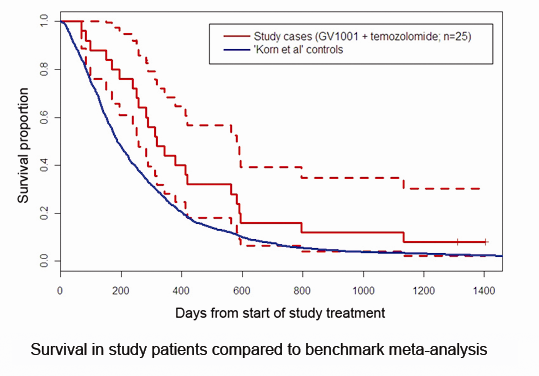 Study cases (GV1001 + temozolomide; n=25)
'Korn et al' controls
Survival proportion
1.0
0.8
0.6
0.4
0.2
0.0
0 200 400 600 800 1000 1200 1400
Days from start of study treatment
Survival in study patients compared to benchmark meta-analysis